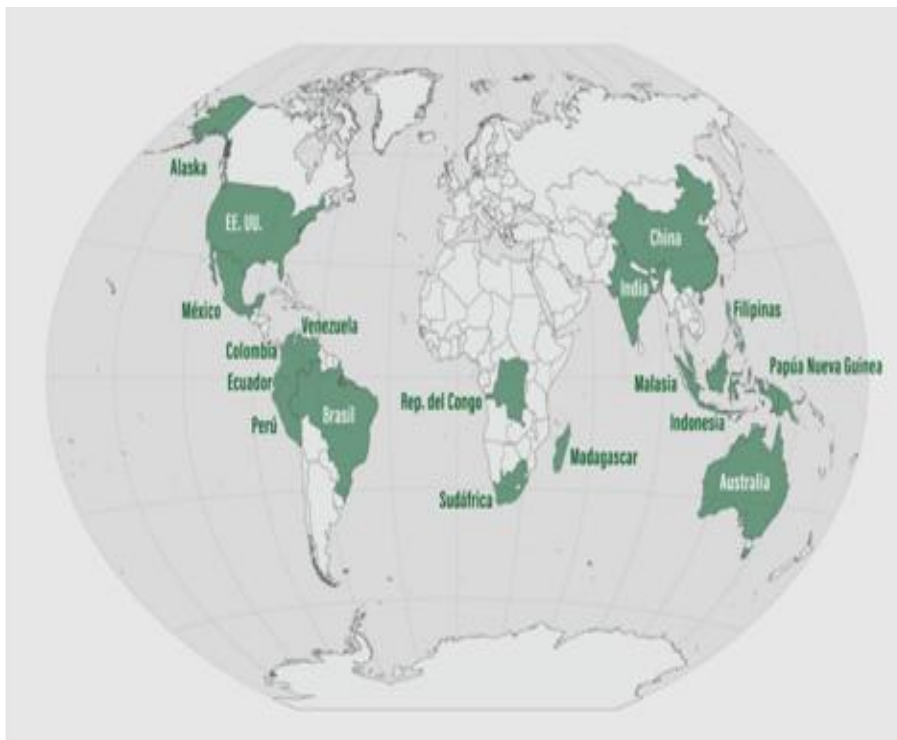 Alaska
EE. UU.
China
India
México
Venezuela
Filipinas
Colombia
Papúa Nueva Guinea
Ecuador
Malasia
Rep. del Congo
Brasil
Perú
Indonesia
Madagascar
Australia
Sudáfrica